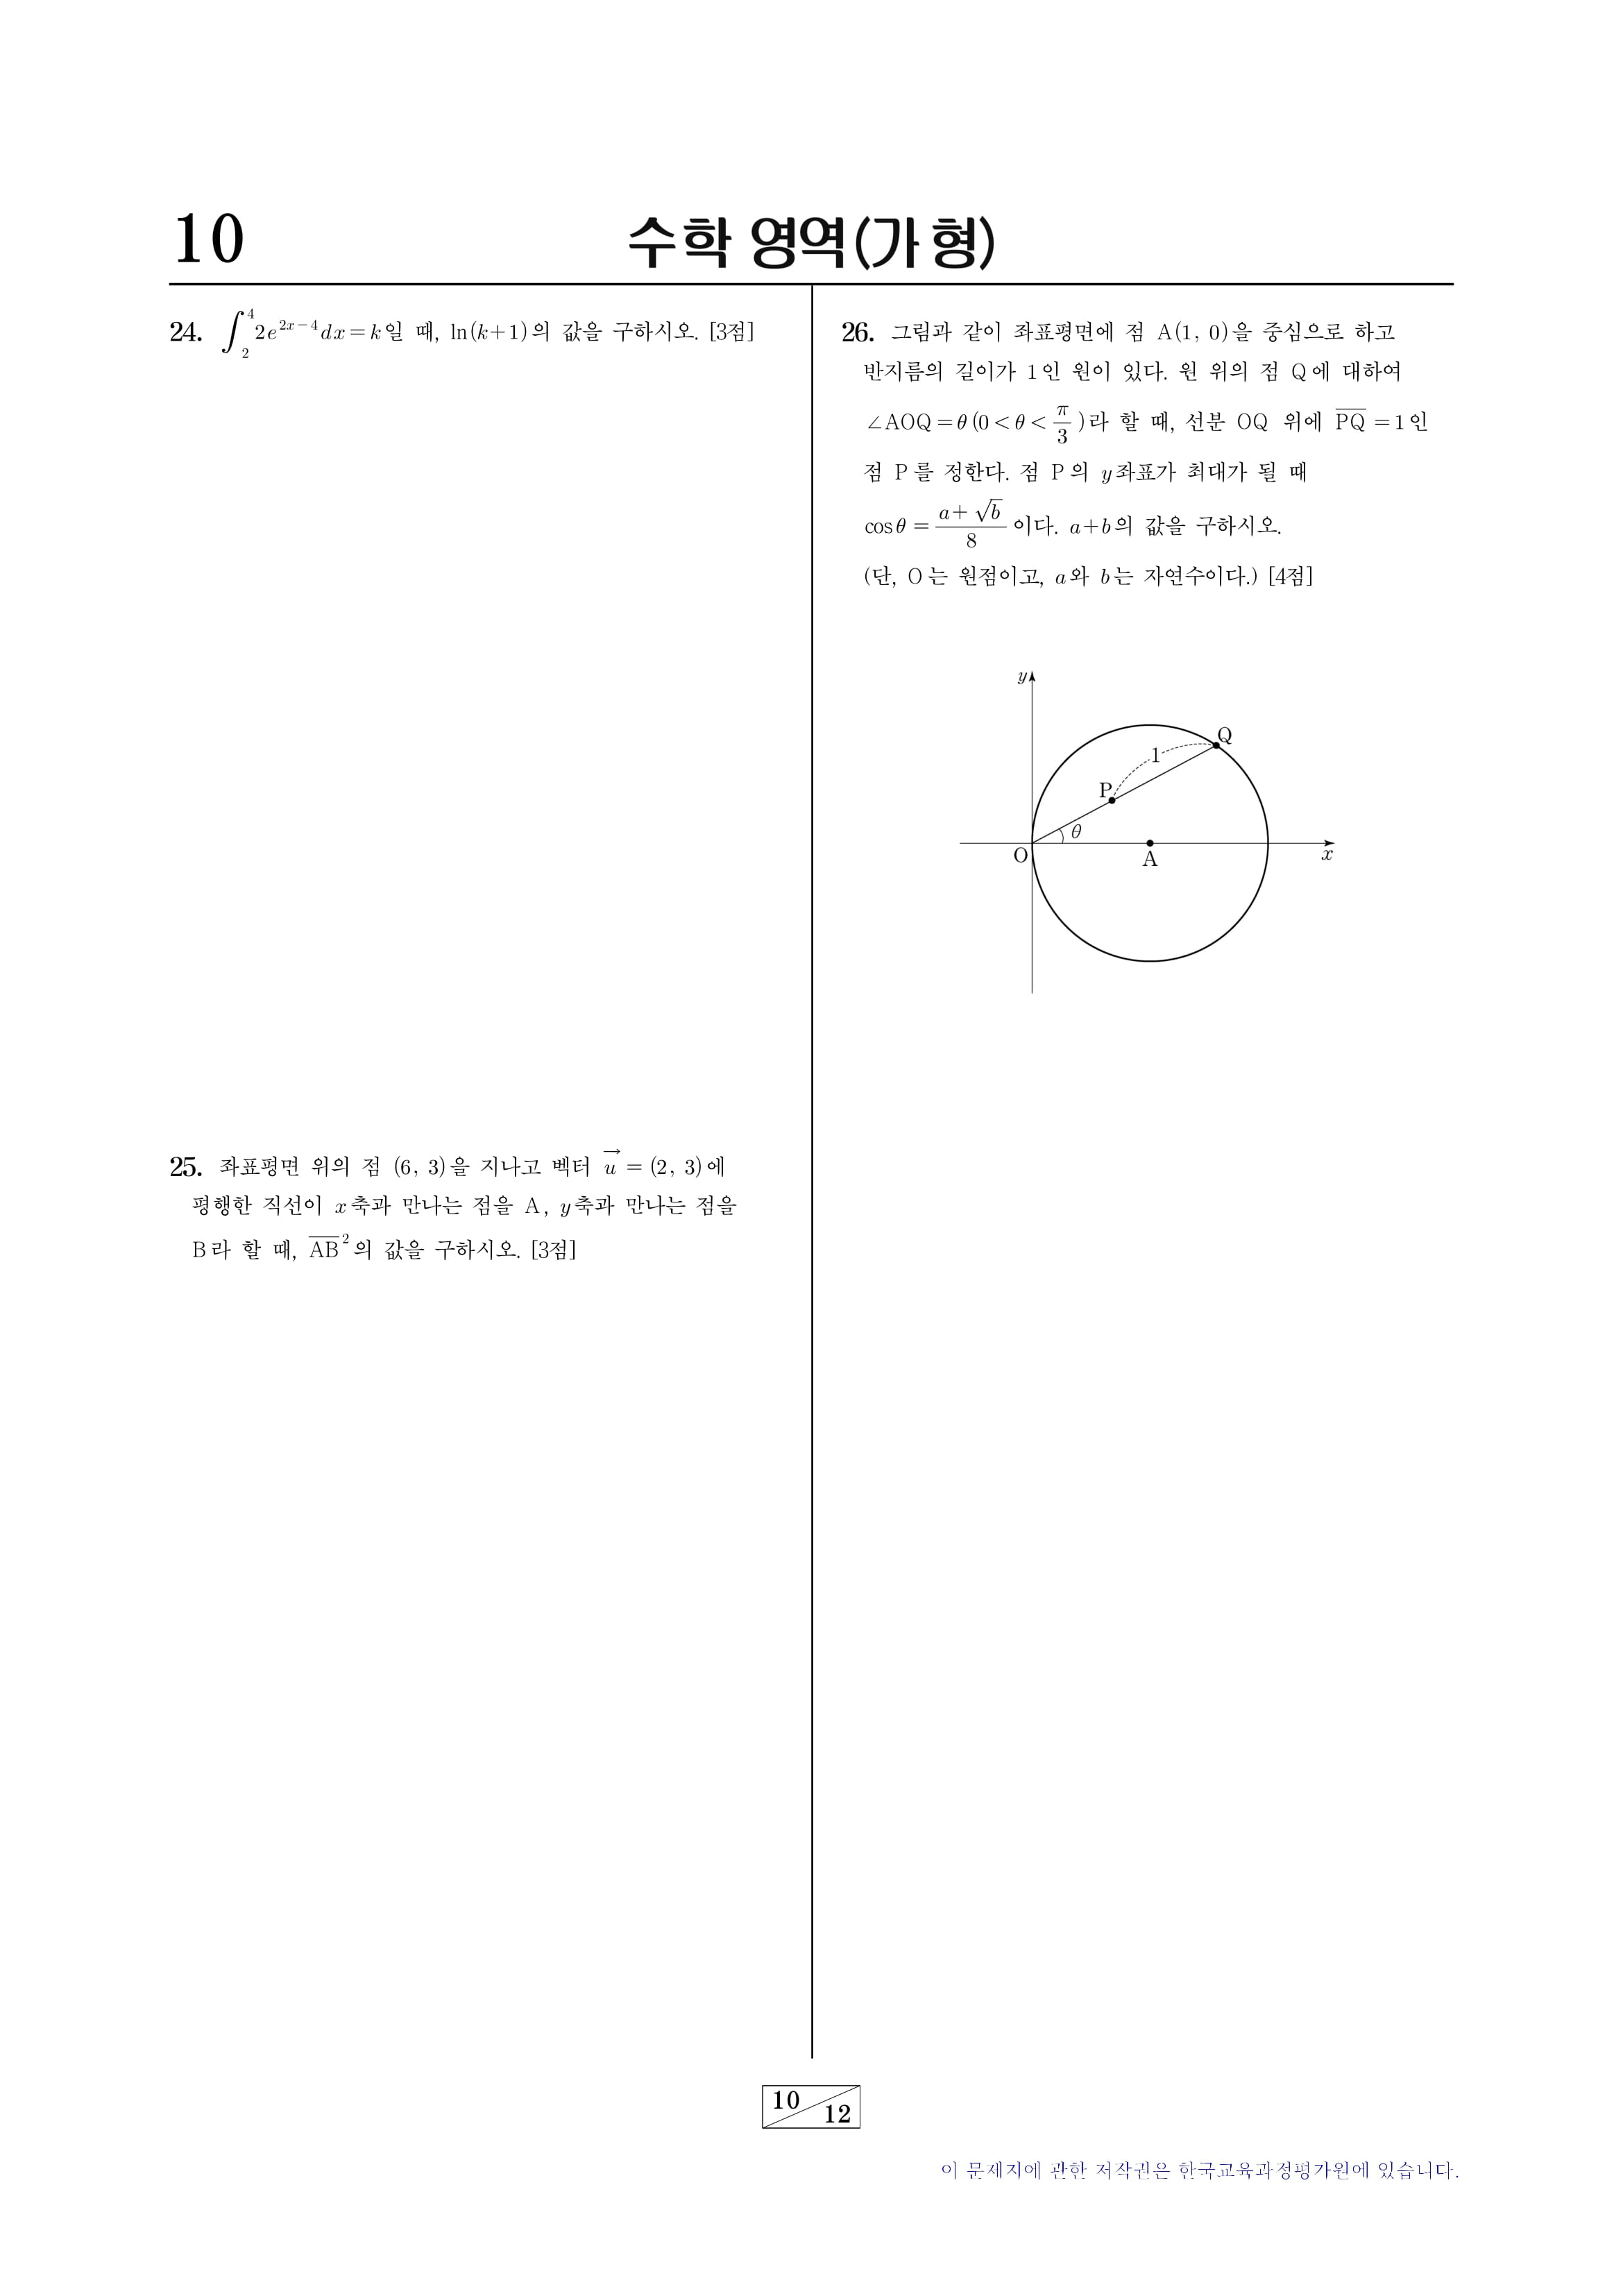 10
수학 영역(가 형)
24. $\int_{2}^{4} 2e^{2x-4}dx=k$일 때, $\ln(k+1)$의 값을 구하시오. [3점]
25. 좌표평면 위의 점 (6, 3)을 지나고 벡터 $\vec{u}=(2, 3)$에
평행한 직선이 $x$축과 만나는 점을 A, $y$축과 만나는 점을
B라 할 때, $\overline{AB}^2$의 값을 구하시오. [3점]
26. 그림과 같이 좌표평면에 점 A(1, 0)을 중심으로 하고
반지름의 길이가 1인 원이 있다. 원 위의 점 Q에 대하여
$\angle AOQ=\theta\,(0<\theta<\frac{\pi}{3})$라 할 때, 선분 OQ 위에 $\overline{PQ}=1$인
점 P를 정한다. 점 P의 $y$좌표가 최대가 될 때
$\cos\theta=\frac{a+\sqrt{b}}{8}$이다. $a+b$의 값을 구하시오.
(단, O는 원점이고, $a$와 $b$는 자연수이다.) [4점]
y
Q
1
P
θ
O
A
x
10
12
이 문제지에 관한 저작권은 한국교육과정평가원에 있습니다.